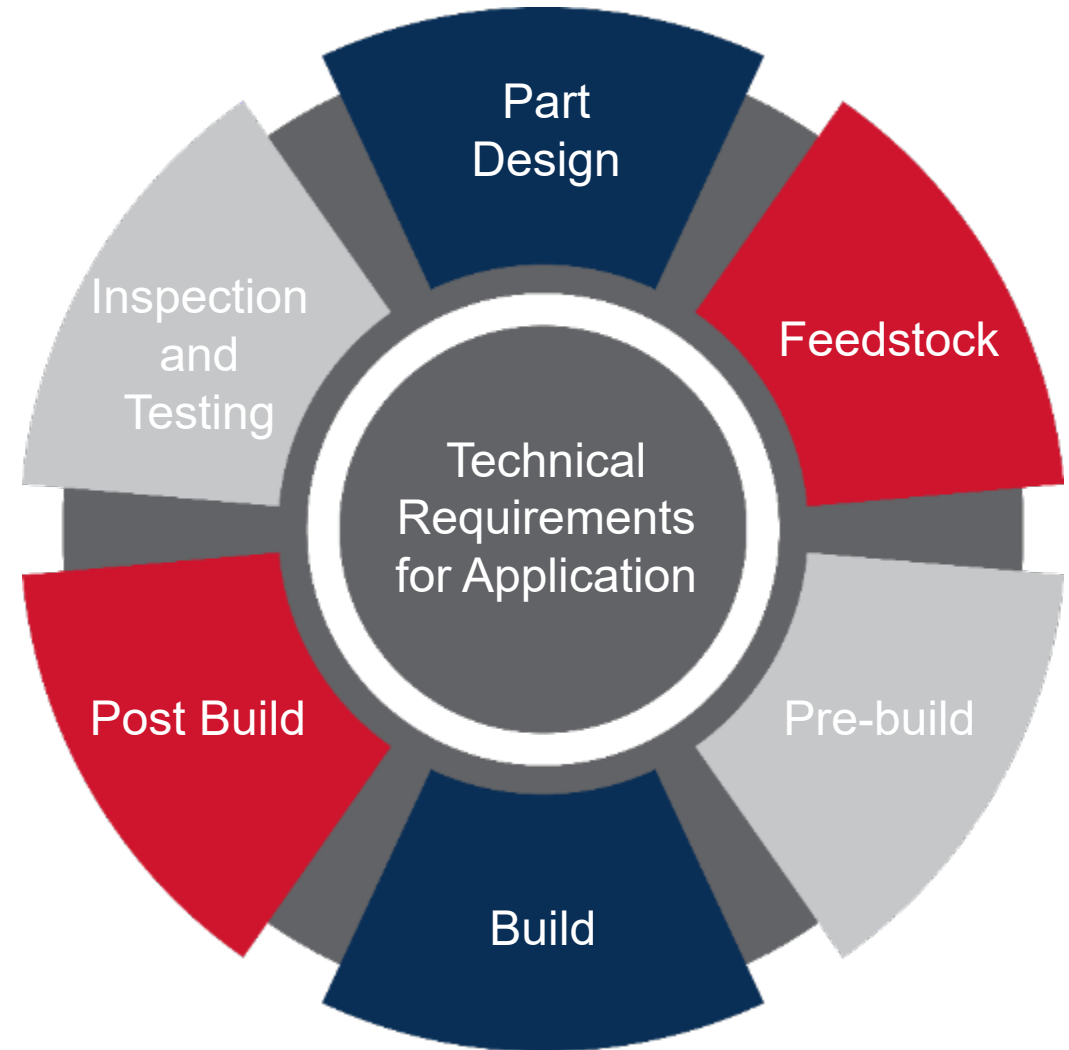 Part
Design
Feedstock
Pre-build
Build
Post Build
Inspection
and
Testing
Technical
Requirements
for Application